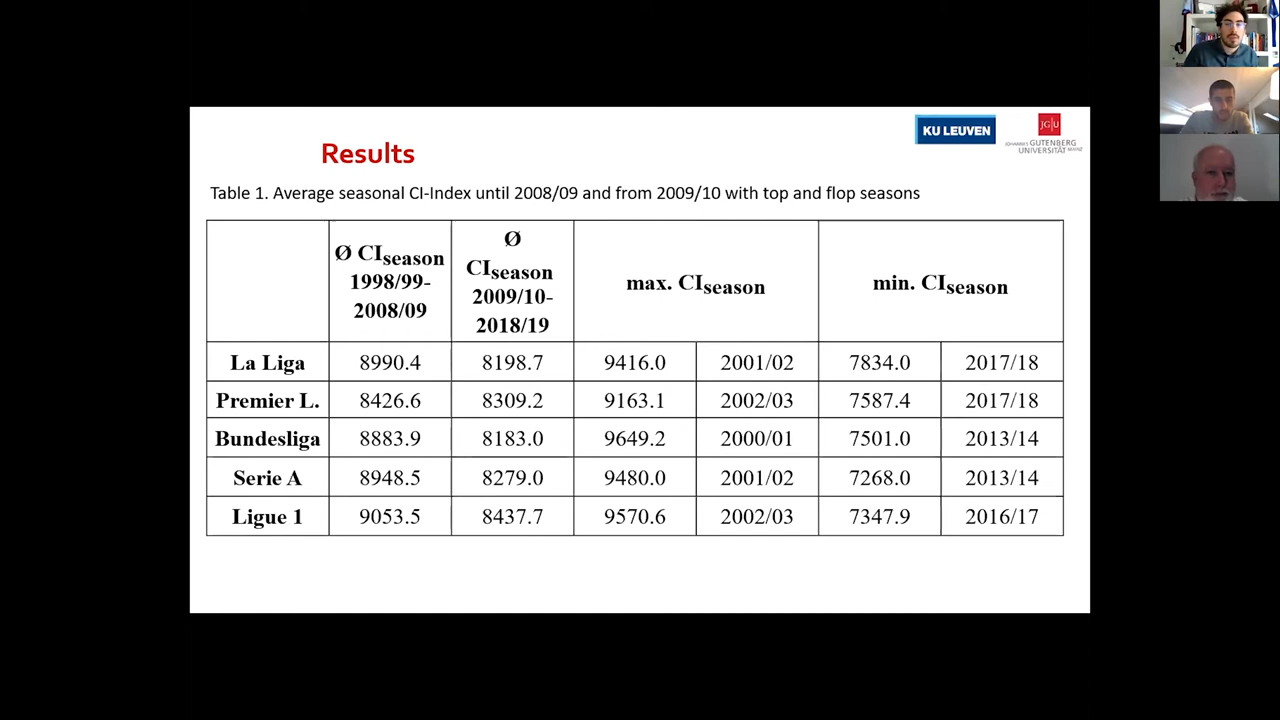 KU LEUVEN
JG|U
JOHANNES GUTENBERG
UNIVERSITÄT MAINZ
Results
Table 1. Average seasonal CI-Index until 2008/09 and from 2009/10 with top and flop seasons
Ø CIseason 1998/99-2008/09 Ø CIseason 2009/10-2018/19 max. CIseason min. CIseason
La Liga 8990.4 8198.7 9416.0 2001/02 7834.0 2017/18
Premier L. 8426.6 8309.2 9163.1 2002/03 7587.4 2017/18
Bundesliga 8883.9 8183.0 9649.2 2000/01 7501.0 2013/14
Serie A 8948.5 8279.0 9480.0 2001/02 7268.0 2013/14
Ligue 1 9053.5 8437.7 9570.6 2002/03 7347.9 2016/17